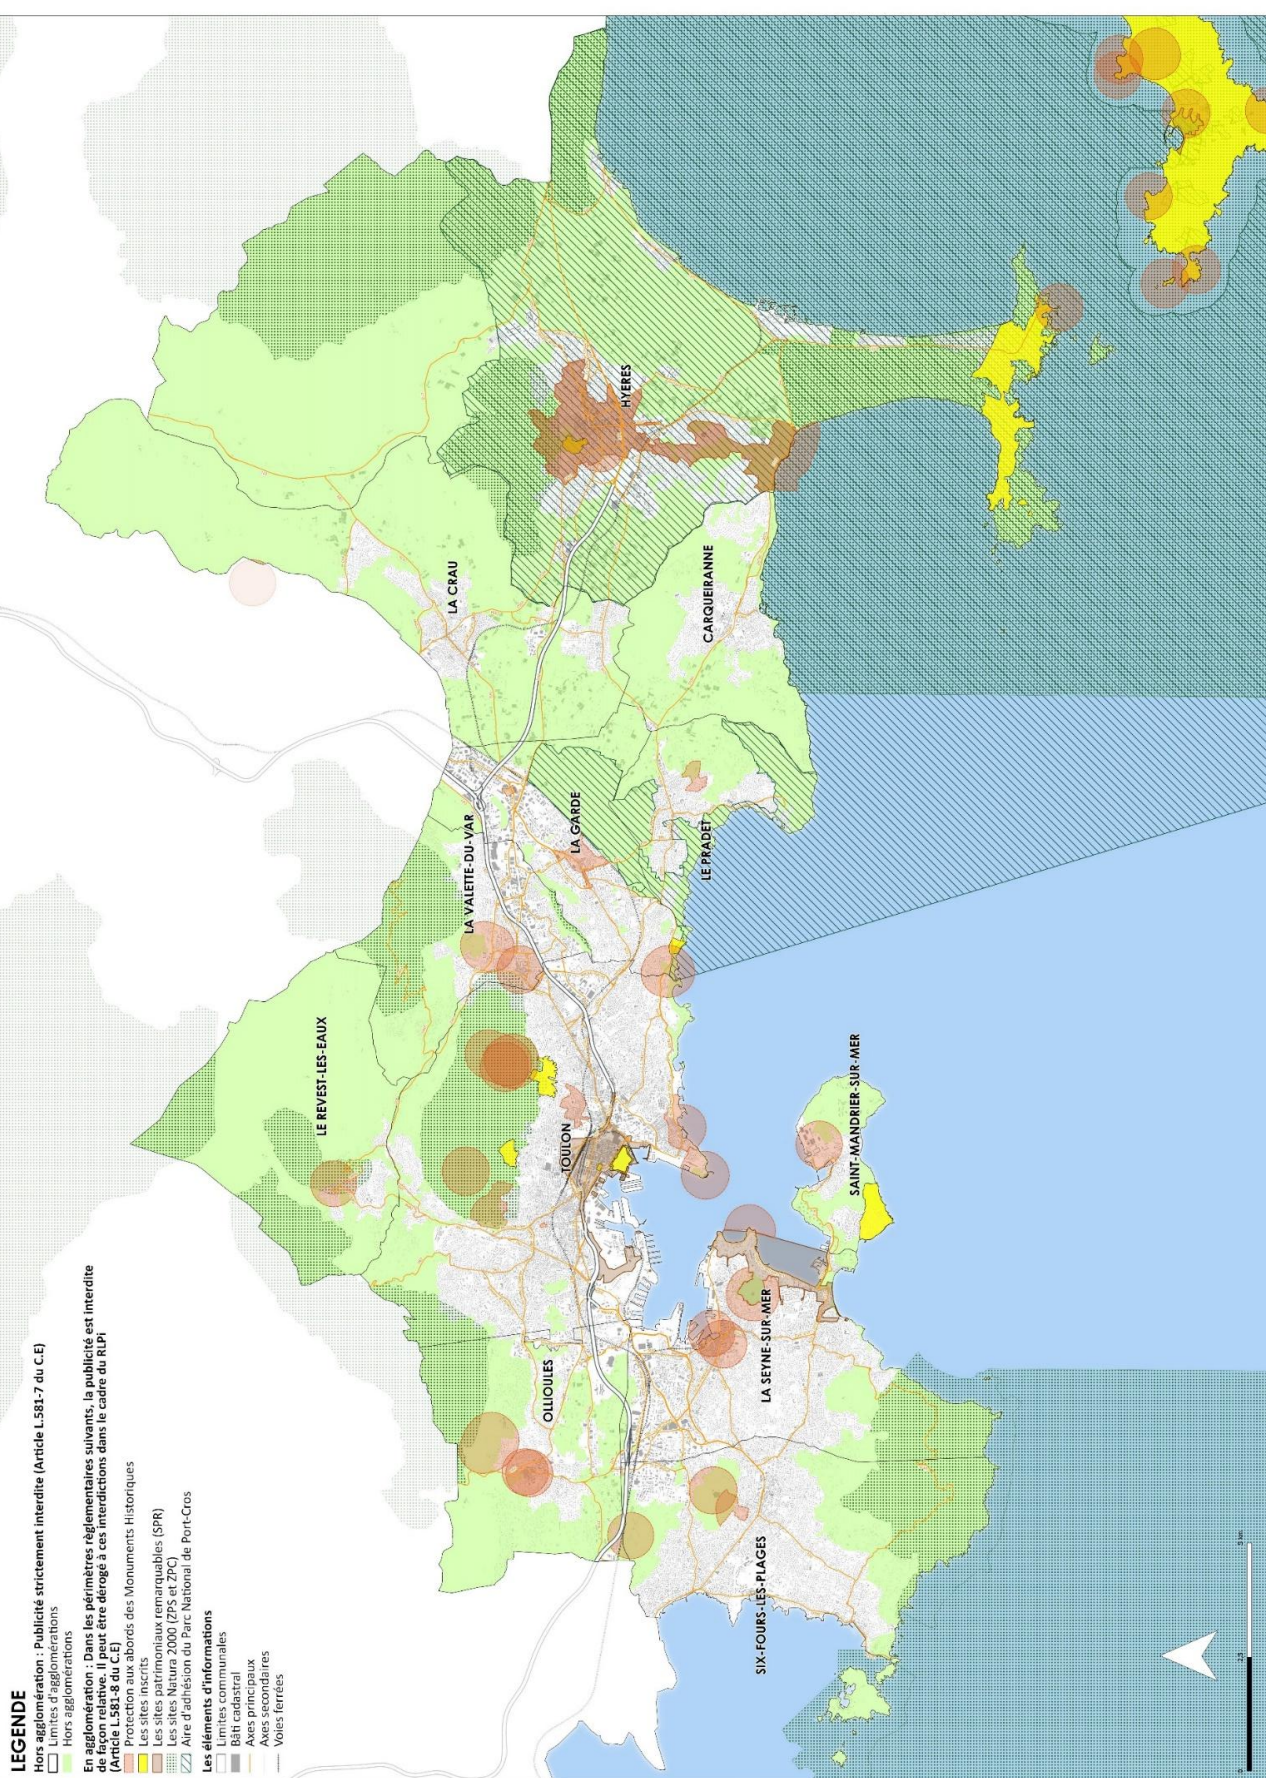 LEGENDE
Hors agglomération : Publicité strictement interdite (Article L.581-7 du C.E)
Limites d'agglomérations
Hors agglomérations
En agglomération : Dans les périmètres règlementaires suivants, la publicité est interdite
de façon relative. Il peut être dérogé à ces interdictions dans le cadre du RLPi
(Article L.581-8 du C.E)
Protection aux abords des Monuments Historiques
Les sites inscrits
Les sites patrimoniaux remarquables (SPR)
Les sites Natura 2000 (ZPS et ZPC)
Aire d'adhésion du Parc National de Port-Cros
Les éléments d'informations
Limites communales
Bâti cadastral
Axes principaux
Axes secondaires
Voies ferrées
LE REVEST-LES-EAUX
LA VALETTE-DU-VAR
LA CRAU
HYERES
OLLIOULES
TOULON
LA GARDE
CARQUEIRANNE
LE PRADET
SIX-FOURS-LES-PLAGES
LA SEYNE-SUR-MER
SAINT-MANDRIER-SUR-MER
0
2,5
5 km